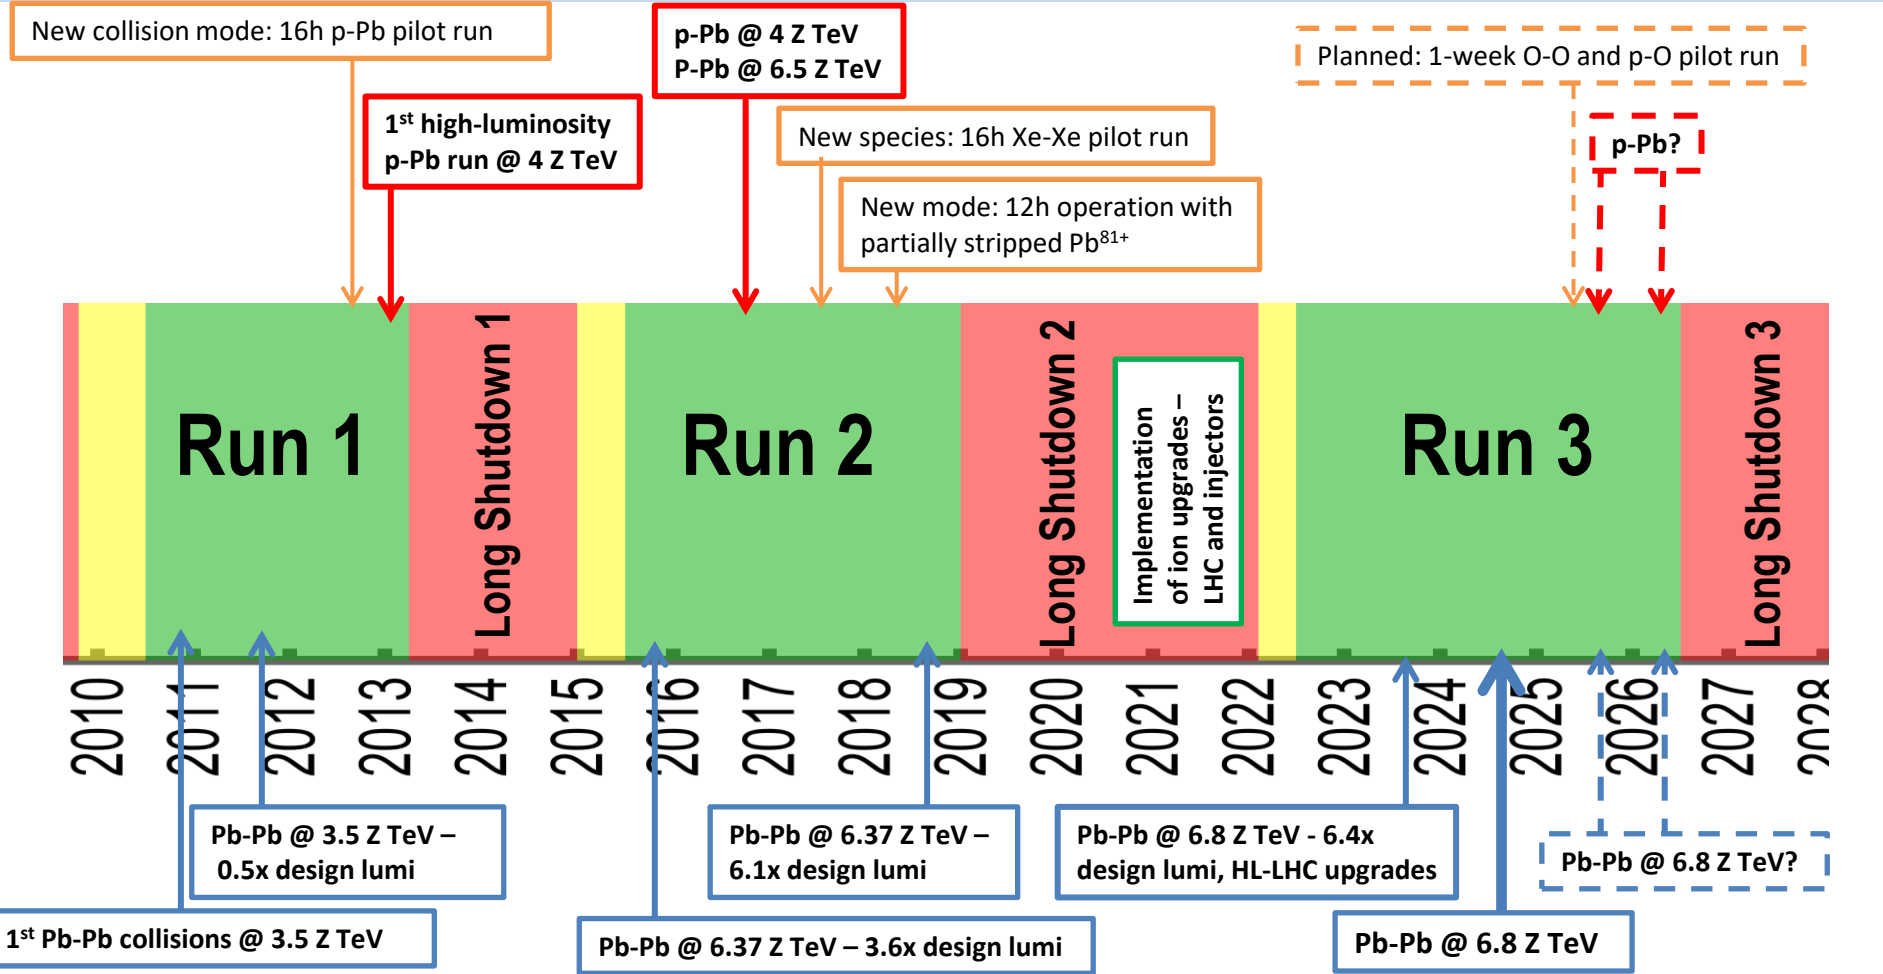 New collision mode: 16h p-Pb pilot run
p-Pb @ 4 Z TeV
P-Pb @ 6.5 Z TeV
Planned: 1-week O-O and p-O pilot run
1st high-luminosity
p-Pb run @ 4 Z TeV
New species: 16h Xe-Xe pilot run
p-Pb?
New mode: 12h operation with
partially stripped Pb81+
Run 1
Long Shutdown 1
Run 2
Long Shutdown 2
Implementation
of ion upgrades –
LHC and injectors
Run 3
Long Shutdown 3
2010
2011
2012
2013
2014
2015
2016
2017
2018
2019
2020
2021
2022
2023
2024
2025
2026
2027
2028
Pb-Pb @ 3.5 Z TeV –
0.5x design lumi
Pb-Pb @ 6.37 Z TeV –
6.1x design lumi
Pb-Pb @ 6.8 Z TeV - 6.4x
design lumi, HL-LHC upgrades
Pb-Pb @ 6.8 Z TeV?
1st Pb-Pb collisions @ 3.5 Z TeV
Pb-Pb @ 6.37 Z TeV – 3.6x design lumi
Pb-Pb @ 6.8 Z TeV